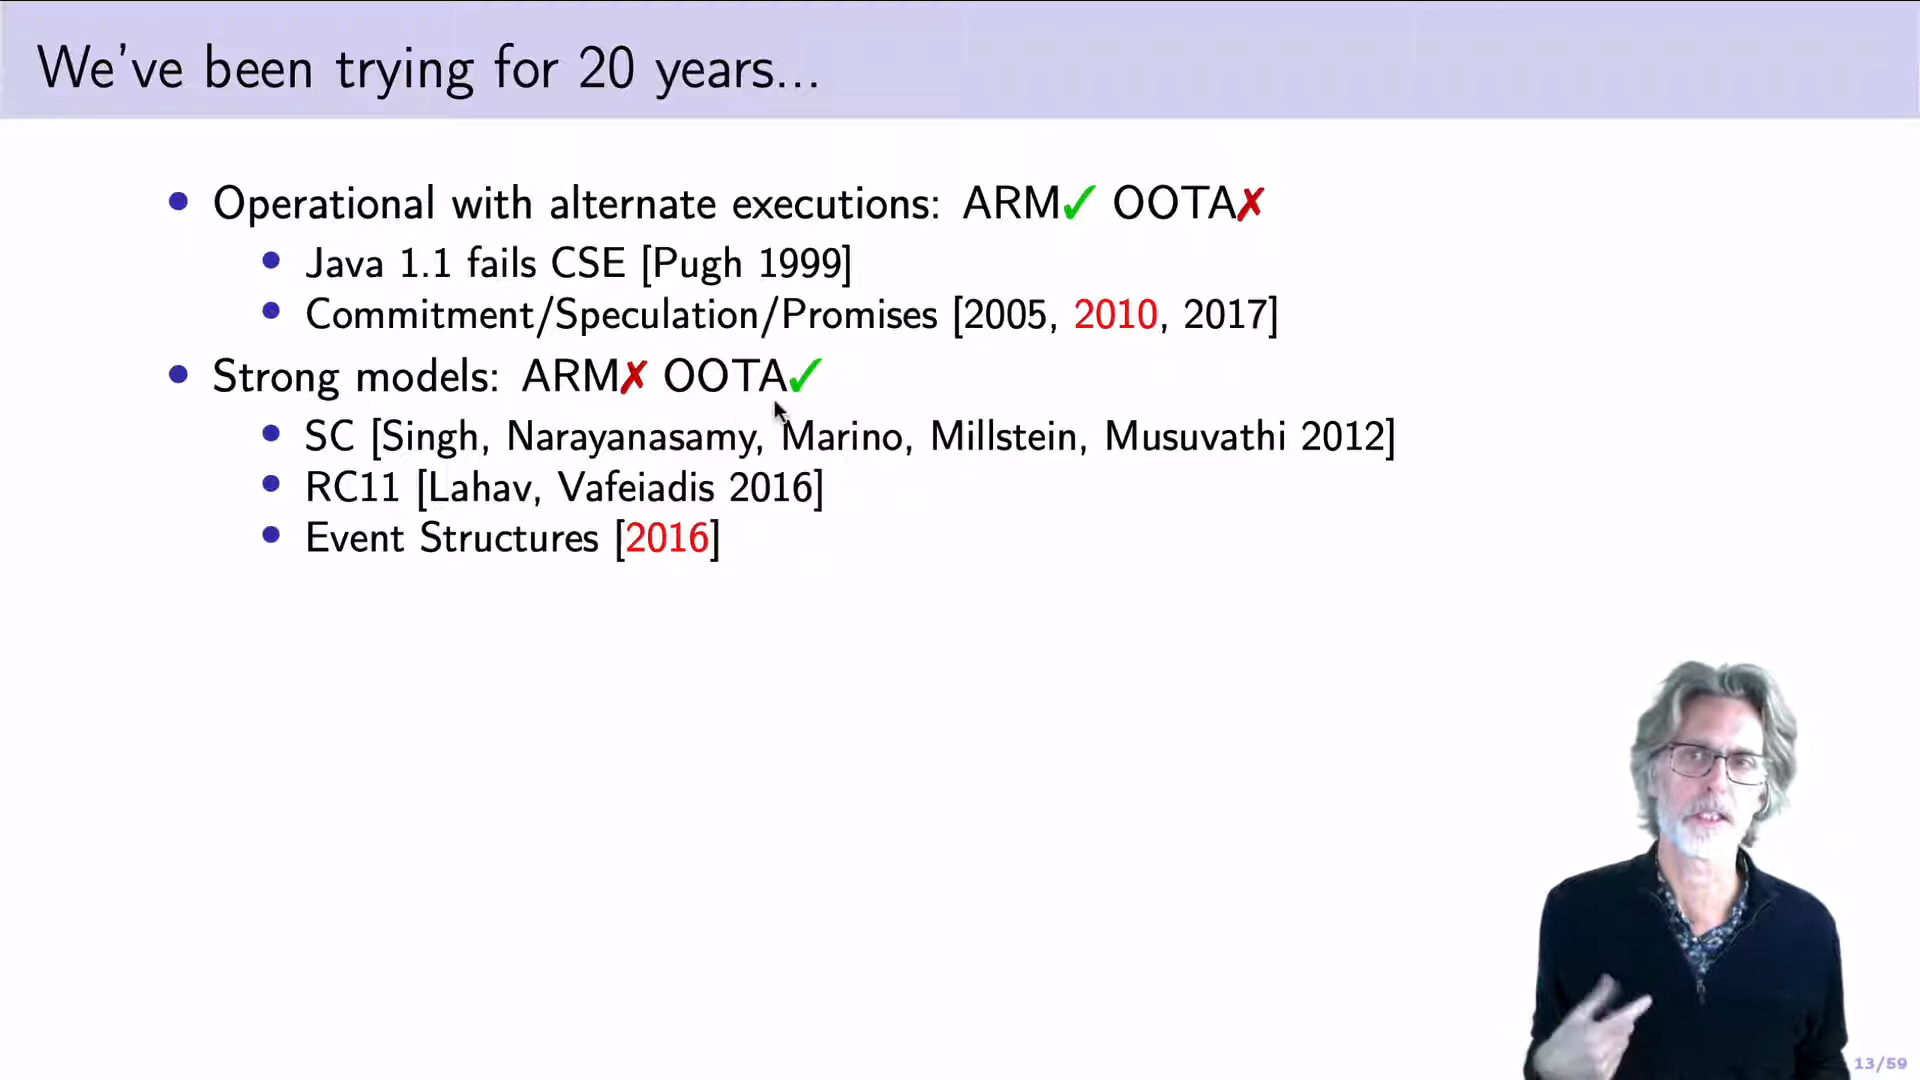 We've been trying for 20 years...
• Operational with alternate executions: ARM✓ OOTA✗
• Java 1.1 fails CSE [Pugh 1999]
• Commitment/Speculation/Promises [2005, 2010, 2017]
• Strong models: ARM✗ OOTA✓
• SC [Singh, Narayanasamy, Marino, Millstein, Musuvathi 2012]
• RC11 [Lahav, Vafeiadis 2016]
• Event Structures [2016]
13/59